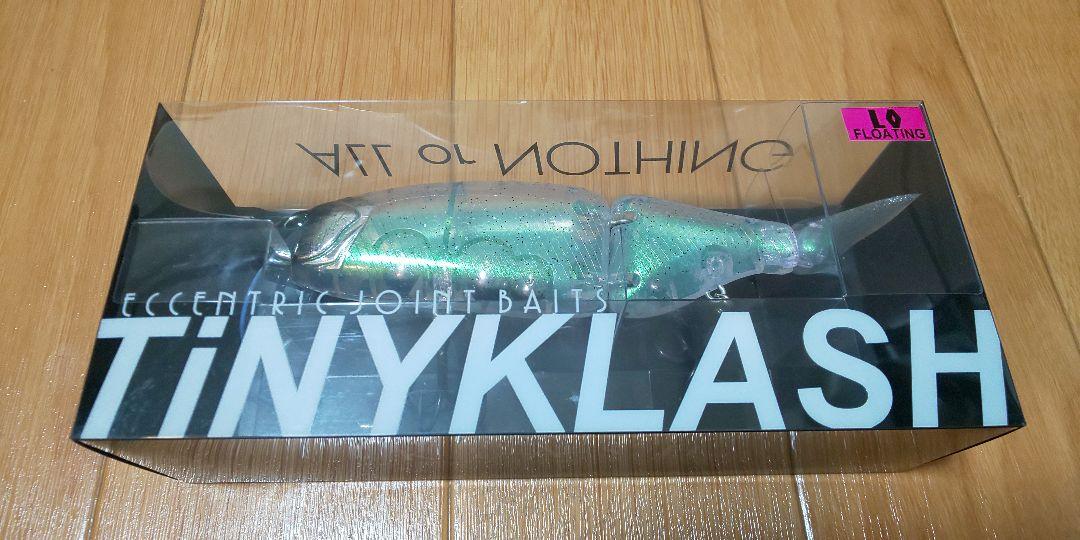 LO
FLOATING
ALL or NOTHING
ECCENTRIC JOINT BAITS
TiNYKLASH